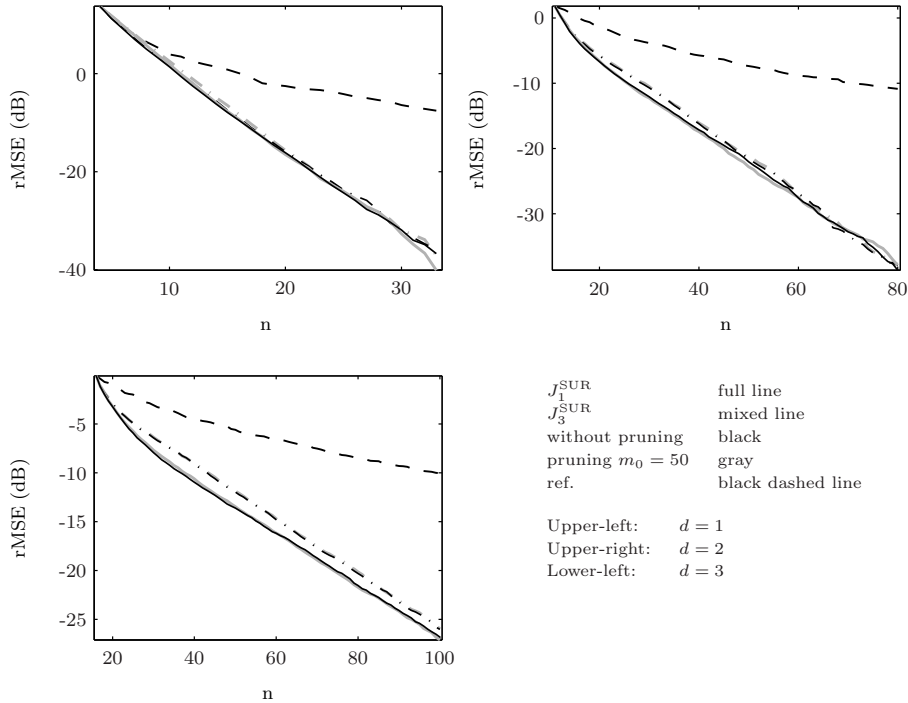 0
-20
-40
rMSE (dB)
10 20 30
n
0
-10
-20
-30
rMSE (dB)
20 40 60 80
n
-5
-10
-15
-20
-25
rMSE (dB)
20 40 60 80 100
n
J_1^SUR full line
J_3^SUR mixed line
without pruning black
pruning m_0 = 50 gray
ref. black dashed line
Upper-left: d = 1
Upper-right: d = 2
Lower-left: d = 3